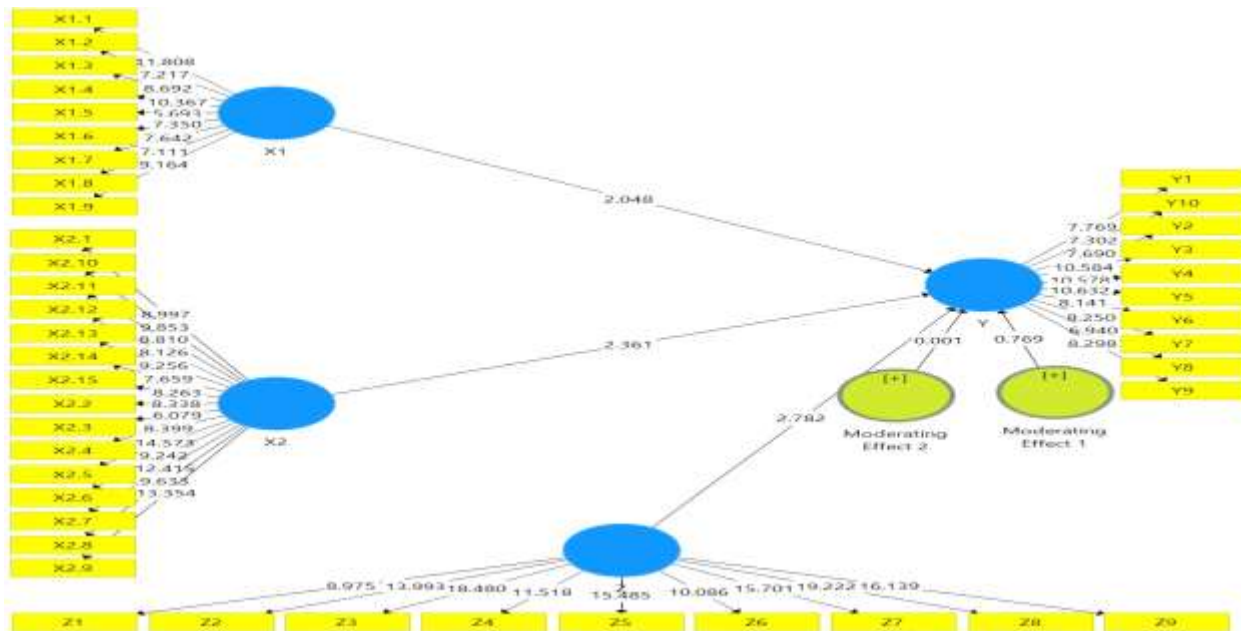 X1.1
X1.2
X1.3
X1.4
X1.5
X1.6
X1.7
X1.8
X1.9
11.808
7.217
8.692
10.367
5.693
7.350
7.642
7.111
9.164
X1
2.048
X2.1
X2.10
X2.11
X2.12
X2.13
X2.14
X2.15
X2.2
X2.3
X2.4
X2.5
X2.6
X2.7
X2.8
X2.9
8.997
9.853
8.810
8.126
9.256
7.659
8.263
8.338
6.079
8.399
14.573
9.242
12.415
9.633
13.354
X2
2.361
Y1
Y10
Y2
Y3
Y4
Y5
Y6
Y7
Y8
Y9
7.769
7.302
7.690
10.584
10.578
10.632
8.141
8.250
6.940
8.298
Y
0.001
0.769
2.782
[+]
[+]
Moderating
Effect 2
Moderating
Effect 1
8.975
13.993
18.480
11.518
15.485
10.086
15.701
19.222
16.139
Z1
Z2
Z3
Z4
Z5
Z6
Z7
Z8
Z9